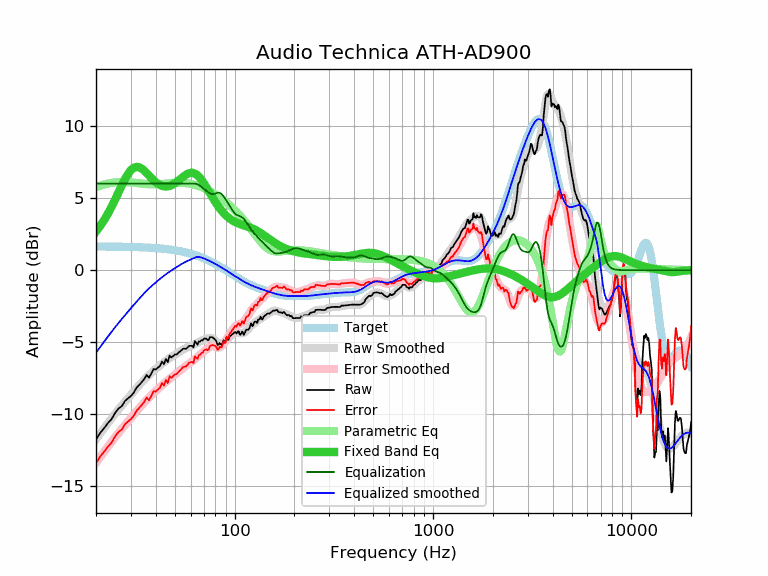 Audio Technica ATH-AD900
Amplitude (dBr)
10
5
0
−5
−10
−15
Target
Raw Smoothed
Error Smoothed
Raw
Error
Parametric Eq
Fixed Band Eq
Equalization
Equalized smoothed
100 1000 10000
Frequency (Hz)